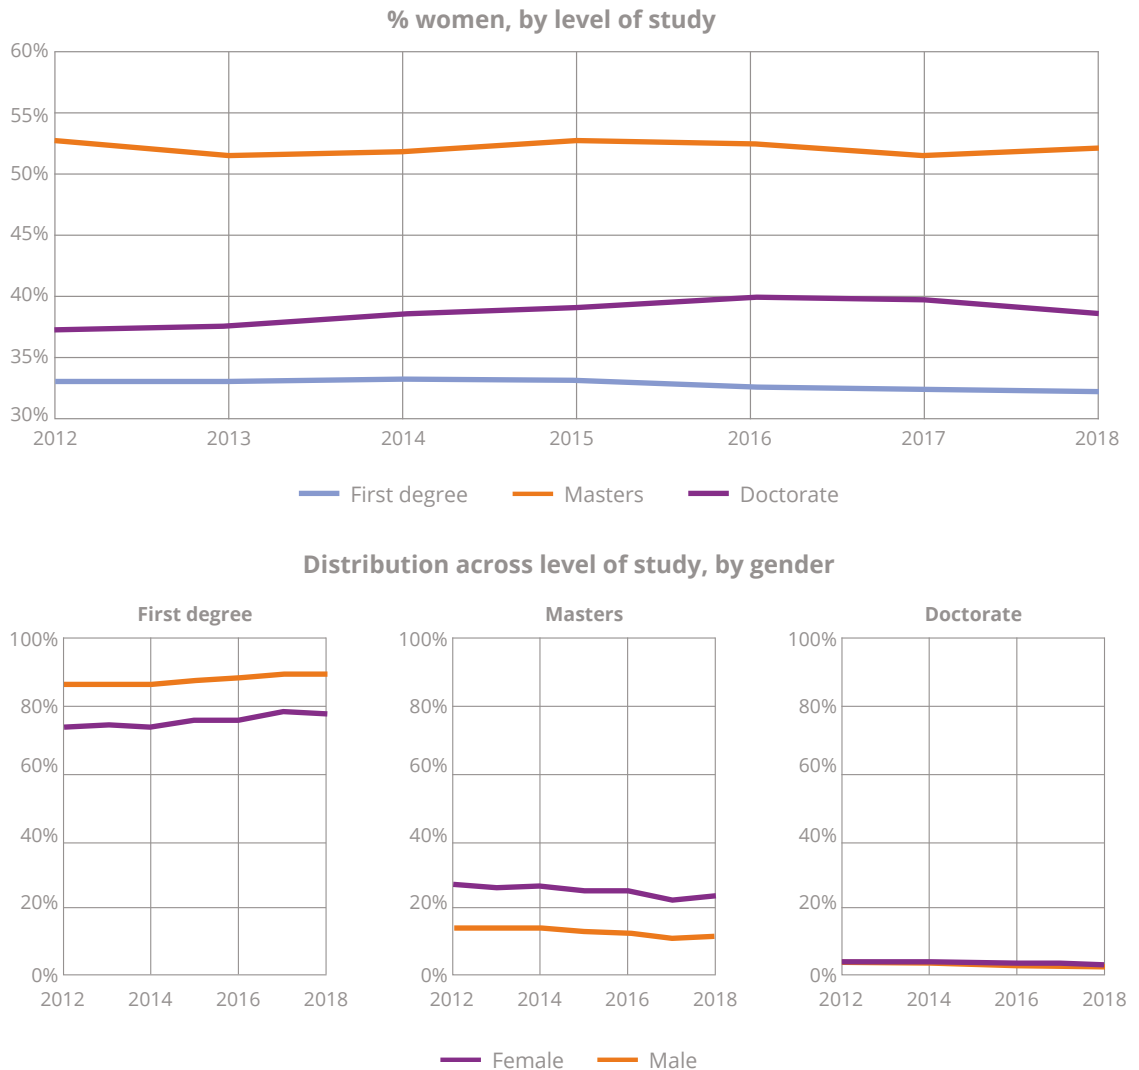 % women, by level of study
60%
55%
50%
45%
40%
35%
30%
2012 2013 2014 2015 2016 2017 2018
First degree Masters Doctorate
Distribution across level of study, by gender
First degree
100%
80%
60%
40%
20%
0%
2012 2014 2016 2018
Masters
100%
80%
60%
40%
20%
0%
2012 2014 2016 2018
Doctorate
100%
80%
60%
40%
20%
0%
2012 2014 2016 2018
Female Male